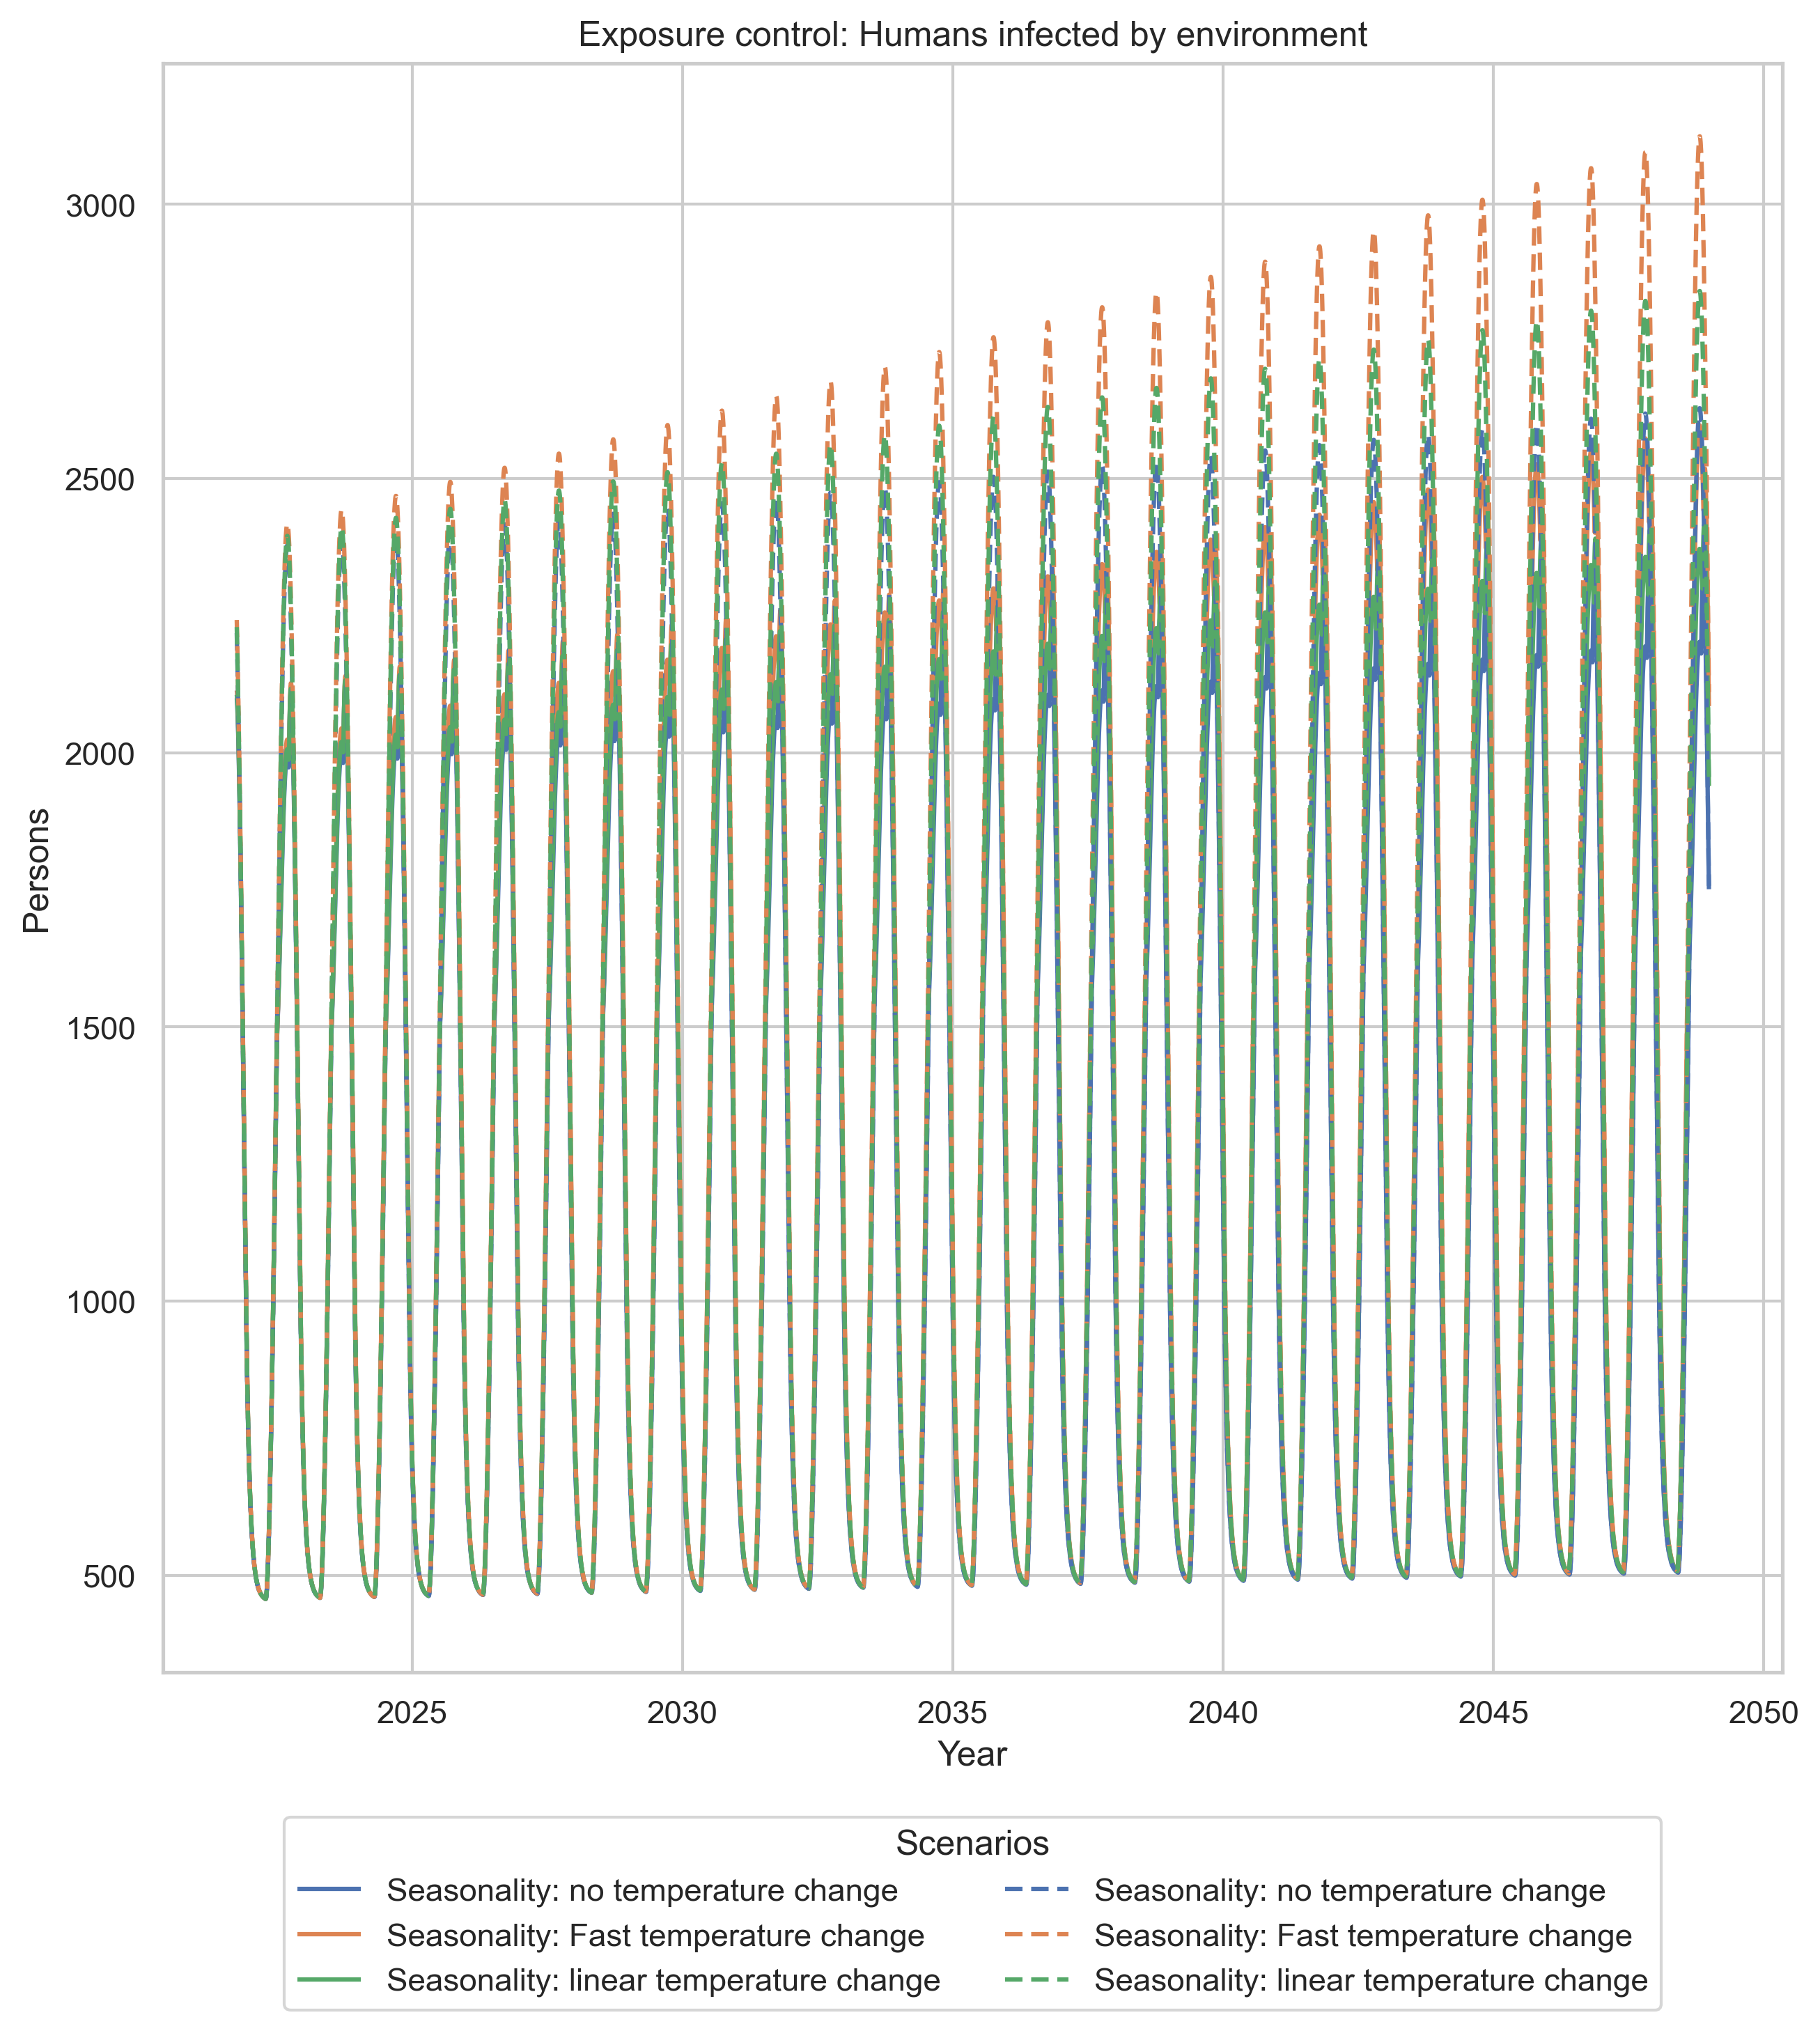 Exposure control: Humans infected by environment
3000
2500
2000
1500
1000
500
Persons
2025 2030 2035 2040 2045 2050
Year
Scenarios
Seasonality: no temperature change Seasonality: no temperature change
Seasonality: Fast temperature change Seasonality: Fast temperature change
Seasonality: linear temperature change Seasonality: linear temperature change